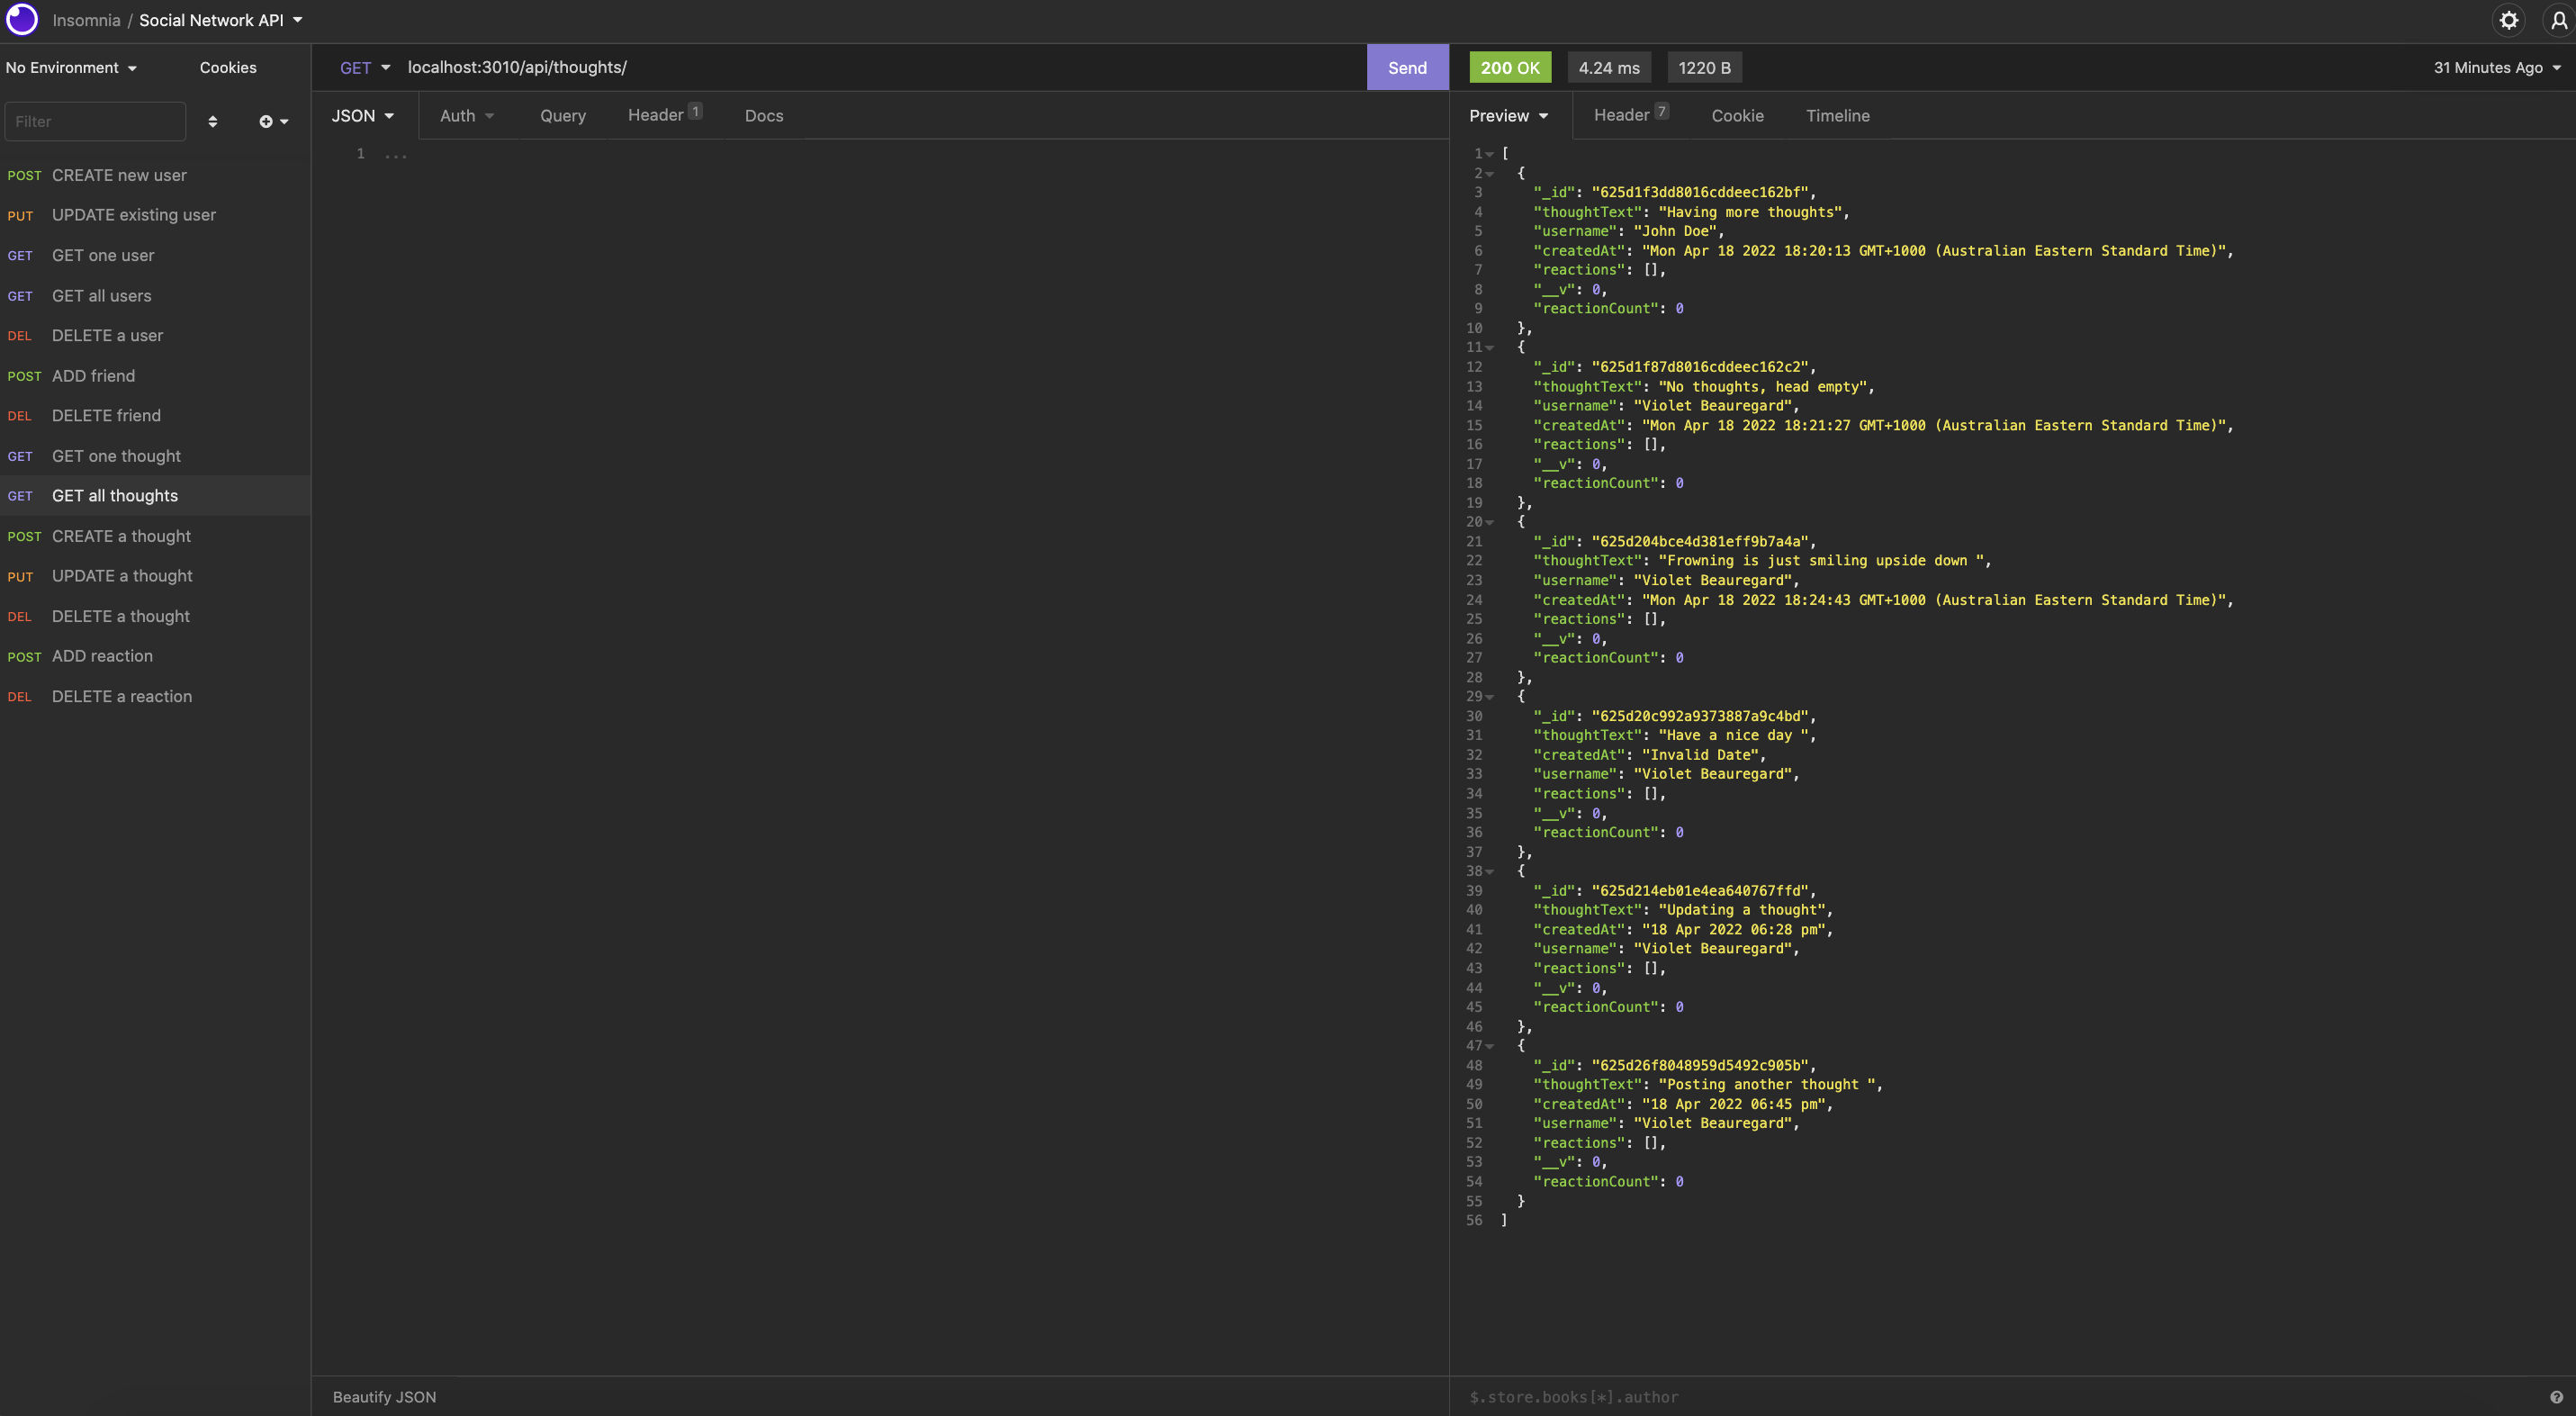 Insomnia / Social Network API
No Environment
Cookies
Filter
POST CREATE new user
PUT UPDATE existing user
GET GET one user
GET GET all users
DEL DELETE a user
POST ADD friend
DEL DELETE friend
GET GET one thought
GET GET all thoughts
POST CREATE a thought
PUT UPDATE a thought
DEL DELETE a thought
POST ADD reaction
DEL DELETE a reaction
GET localhost:3010/api/thoughts/ Send
JSON Auth Query Header 1 Docs
1 ...
Beautify JSON
200 OK 4.24 ms 1220 B 31 Minutes Ago
Preview Header 7 Cookie Timeline
1 [
2 {
3 "_id": "625d1f3dd8016cddeec162bf",
4 "thoughtText": "Having more thoughts",
5 "username": "John Doe",
6 "createdAt": "Mon Apr 18 2022 18:20:13 GMT+1000 (Australian Eastern Standard Time)",
7 "reactions": [],
8 "__v": 0,
9 "reactionCount": 0
10 },
11 {
12 "_id": "625d1f87d8016cddeec162c2",
13 "thoughtText": "No thoughts, head empty",
14 "username": "Violet Beauregard",
15 "createdAt": "Mon Apr 18 2022 18:21:27 GMT+1000 (Australian Eastern Standard Time)",
16 "reactions": [],
17 "__v": 0,
18 "reactionCount": 0
19 },
20 {
21 "_id": "625d204bce4d381eff9b7a4a",
22 "thoughtText": "Frowning is just smiling upside down ",
23 "username": "Violet Beauregard",
24 "createdAt": "Mon Apr 18 2022 18:24:43 GMT+1000 (Australian Eastern Standard Time)",
25 "reactions": [],
26 "__v": 0,
27 "reactionCount": 0
28 },
29 {
30 "_id": "625d20c992a9373887a9c4bd",
31 "thoughtText": "Have a nice day ",
32 "createdAt": "Invalid Date",
33 "username": "Violet Beauregard",
34 "reactions": [],
35 "__v": 0,
36 "reactionCount": 0
37 },
38 {
39 "_id": "625d214eb01e4ea640767ffd",
40 "thoughtText": "Updating a thought",
41 "createdAt": "18 Apr 2022 06:28 pm",
42 "username": "Violet Beauregard",
43 "reactions": [],
44 "__v": 0,
45 "reactionCount": 0
46 },
47 {
48 "_id": "625d26f8048959d5492c905b",
49 "thoughtText": "Posting another thought ",
50 "createdAt": "18 Apr 2022 06:45 pm",
51 "username": "Violet Beauregard",
52 "reactions": [],
53 "__v": 0,
54 "reactionCount": 0
55 }
56 ]
$.store.books[*].author